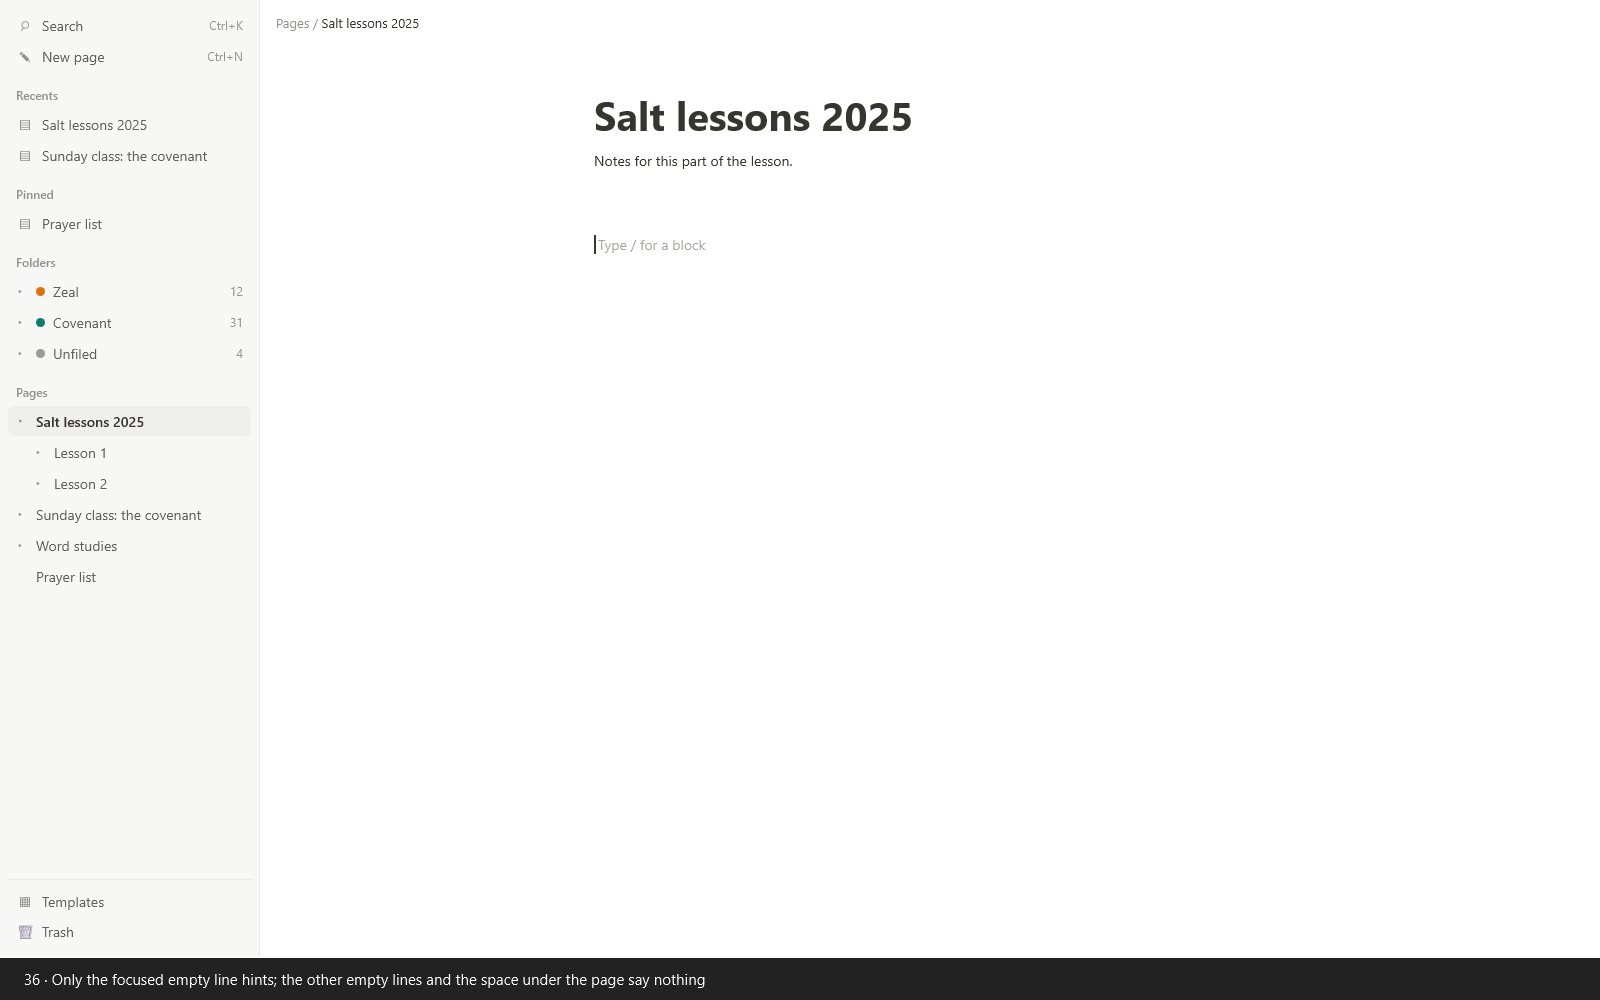 Search Ctrl+K
New page Ctrl+N
Recents
Salt lessons 2025
Sunday class: the covenant
Pinned
Prayer list
Folders
Zeal 12
Covenant 31
Unfiled 4
Pages
Salt lessons 2025
Lesson 1
Lesson 2
Sunday class: the covenant
Word studies
Prayer list
Templates
Trash
Pages / Salt lessons 2025
Salt lessons 2025
Notes for this part of the lesson.
Type / for a block
36 · Only the focused empty line hints; the other empty lines and the space under the page say nothing